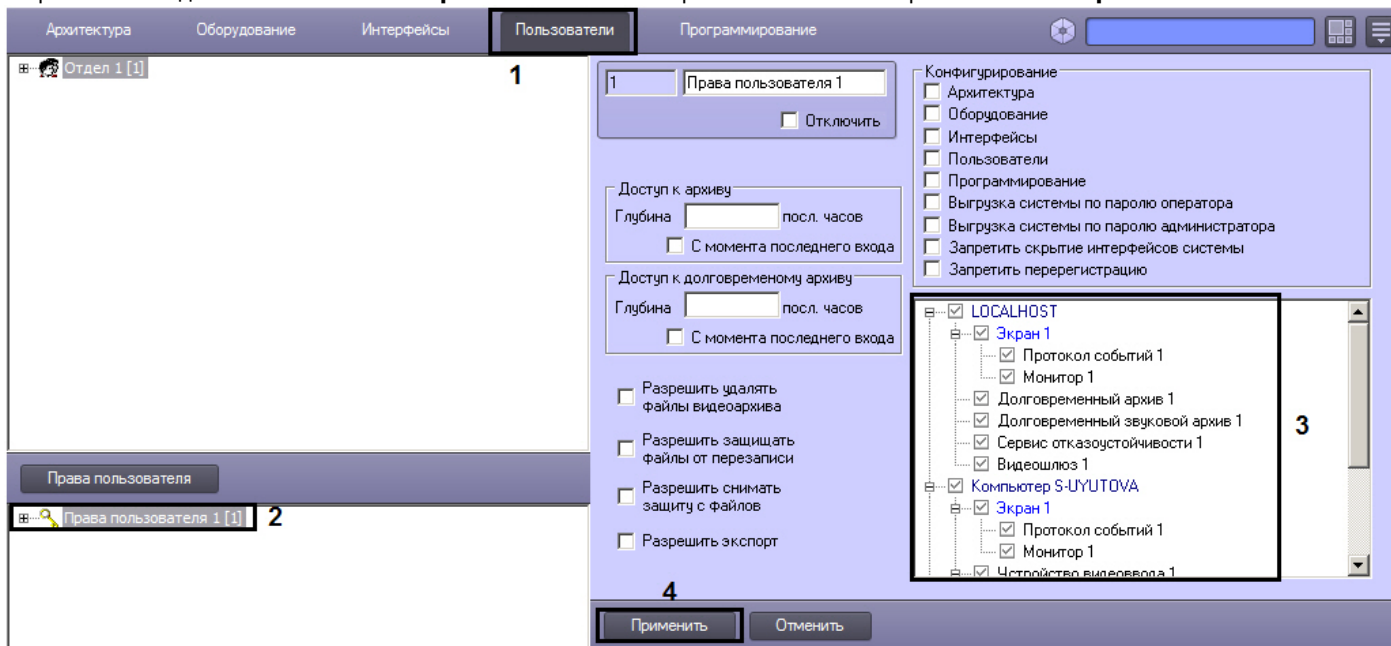 Архитектура Оборудование Интерфейсы Пользователи Программирование
Отдел 1 [1]
1
1 Права пользователя 1
Отключить
Доступ к архиву
Глубина посл. часов
С момента последнего входа
Доступ к долговременому архиву
Глубина посл. часов
С момента последнего входа
Разрешить удалять
файлы видеоархива
Разрешить защищать
файлы от перезаписи
Разрешить снимать
защиту с файлов
Разрешить экспорт
Конфигурирование
Архитектура
Оборудование
Интерфейсы
Пользователи
Программирование
Выгрузка системы по паролю оператора
Выгрузка системы по паролю администратора
Запретить скрытие интерфейсов системы
Запретить перерегистрацию
LOCALHOST
Экран 1
Протокол событий 1
Монитор 1
Долговременный архив 1
Долговременный звуковой архив 1
Сервис отказоустойчивости 1
Видеошлюз 1
Компьютер S-UYUTOVA
Экран 1
Протокол событий 1
Монитор 1
Устройство видеоввода 1
3
Права пользователя
Права пользователя 1 [1] 2
4
Применить Отменить